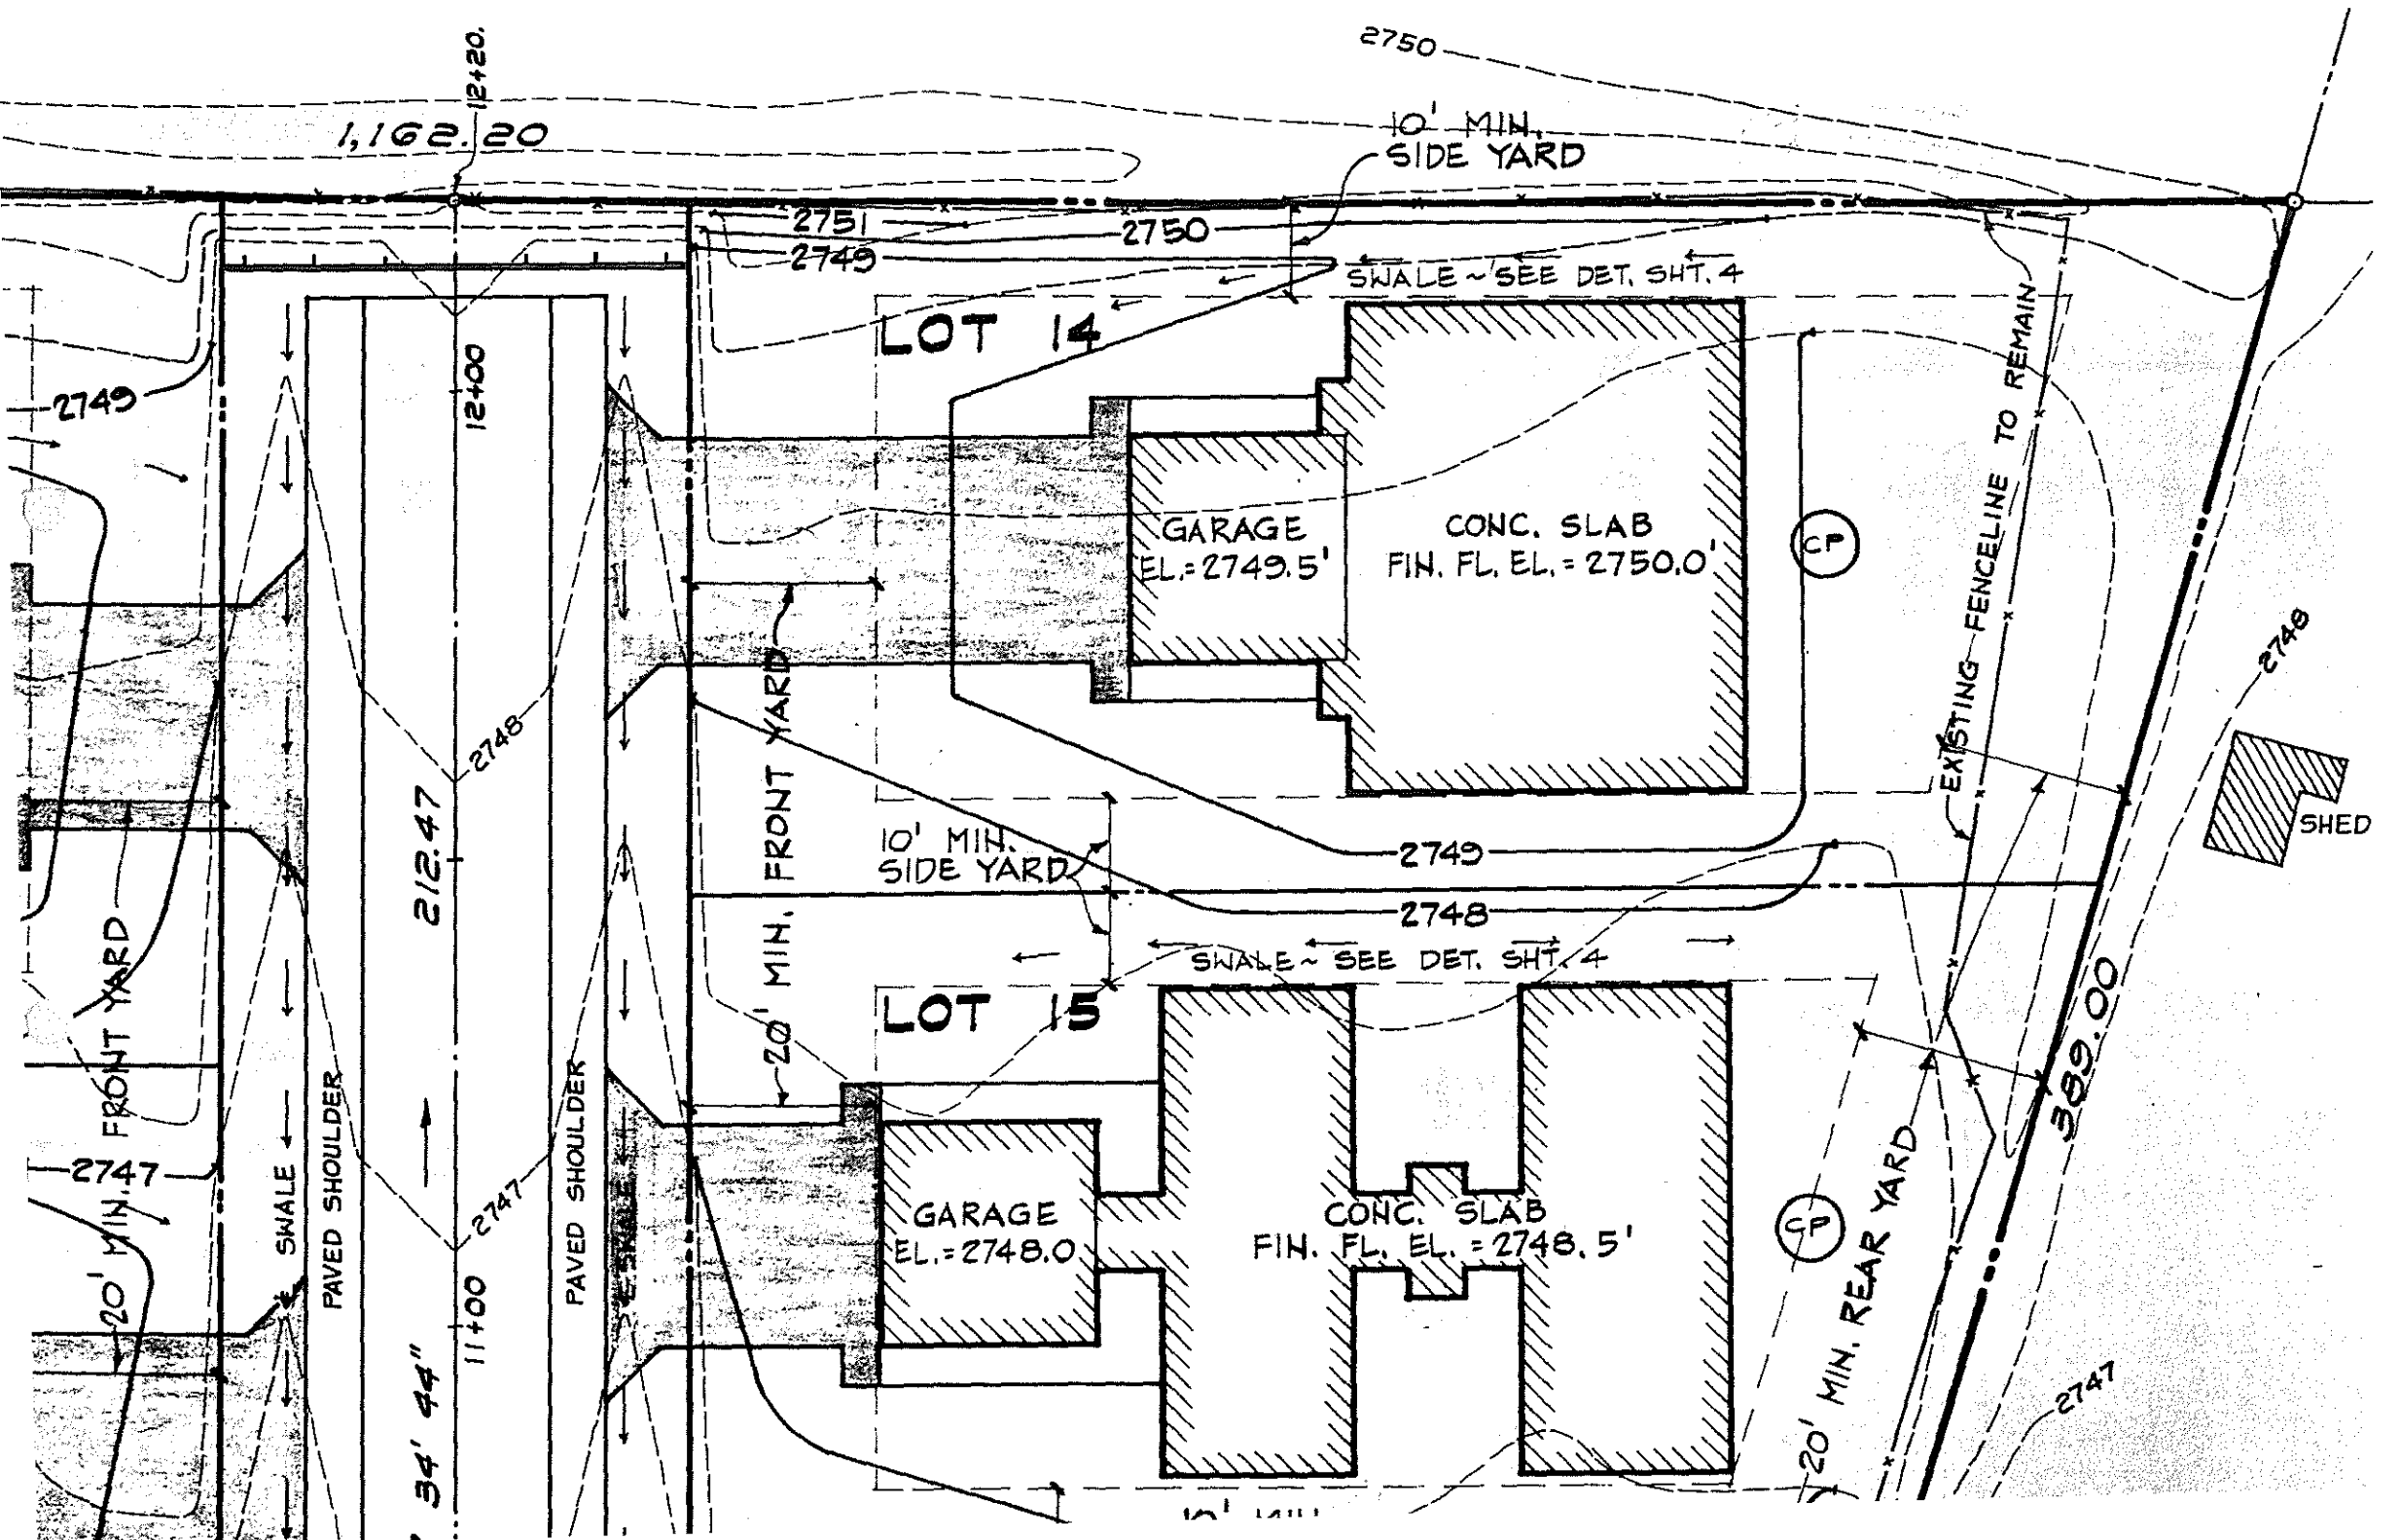 2750
12+20.
1,162.20
10' MIN.
SIDE YARD
2751
2750
2749
SWALE ~ SEE DET. SHT. 4
LOT 14
2749
12+00
EXISTING FENCELINE TO REMAIN
GARAGE
EL.=2749.5'
CONC. SLAB
FIN. FL. EL. = 2750.0'
CP
2748
2748
SHED
212.47
20' MIN. FRONT YARD
10' MIN.
SIDE YARD
2749
2748
SWALE ~ SEE DET. SHT. 4
LOT 15
389.00
20' MIN. FRONT YARD
2747
SWALE
PAVED SHOULDER
PAVED SHOULDER
SWALE
2747
11+00
GARAGE
EL.=2748.0
CONC. SLAB
FIN. FL. EL. = 2748.5'
CP
20' MIN. REAR YARD
2747
34' 44"
10' MIN